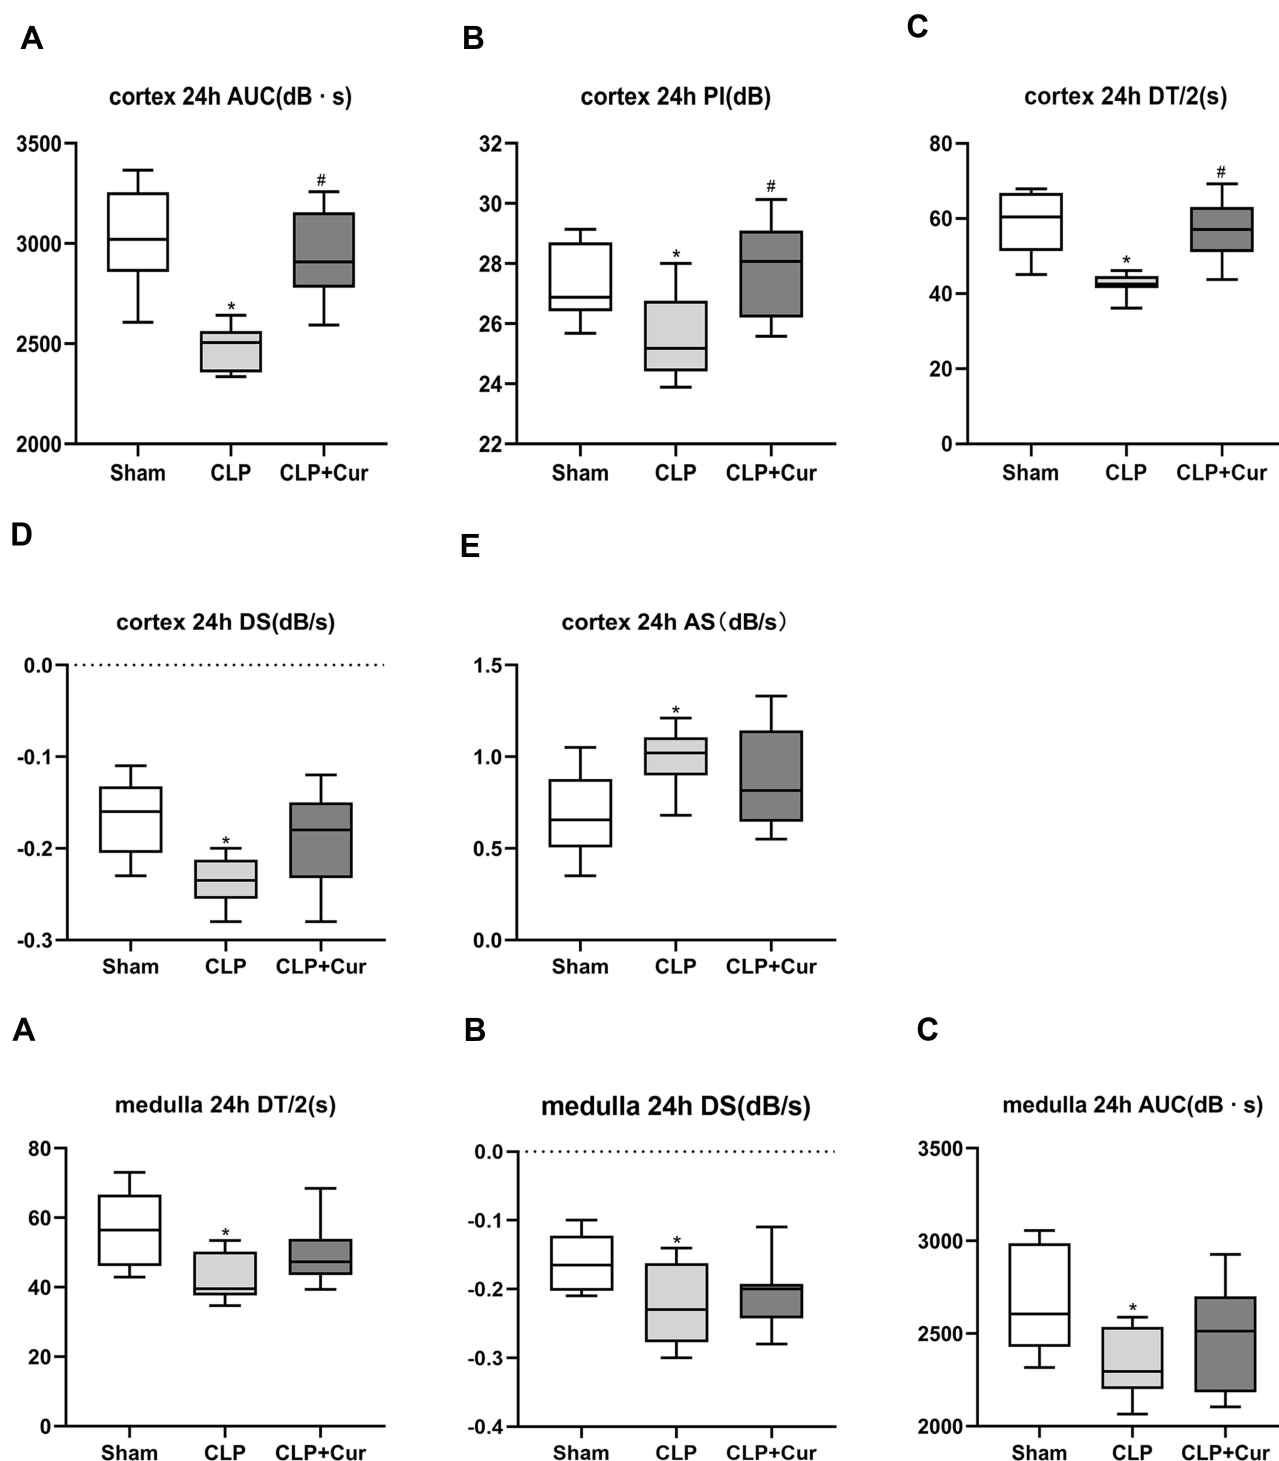 A
B
C
cortex 24h AUC(dB · s)
cortex 24h PI(dB)
cortex 24h DT/2(s)
3500
3000
2500
2000
*
#
Sham CLP CLP+Cur
32
30
28
26
24
22
*
#
Sham CLP CLP+Cur
80
60
40
20
0
*
#
Sham CLP CLP+Cur
D
E
cortex 24h DS(dB/s)
cortex 24h AS（dB/s）
0.0
-0.1
-0.2
-0.3
*
Sham CLP CLP+Cur
1.5
1.0
0.5
0.0
*
Sham CLP CLP+Cur
A
B
C
medulla 24h DT/2(s)
medulla 24h DS(dB/s)
medulla 24h AUC(dB · s)
80
60
40
20
0
*
Sham CLP CLP+Cur
0.0
-0.1
-0.2
-0.3
-0.4
*
Sham CLP CLP+Cur
3500
3000
2500
2000
*
Sham CLP CLP+Cur